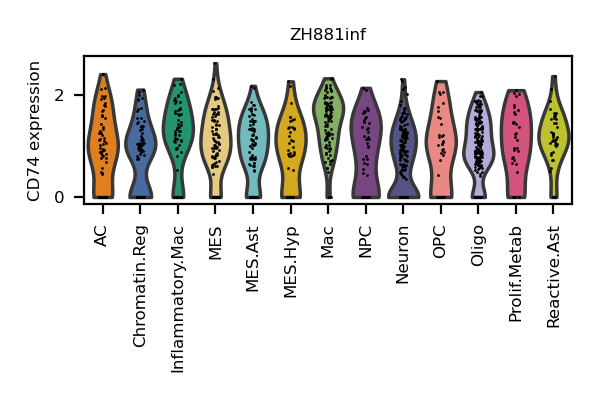 ZH881inf
CD74 expression
2
0
AC
Chromatin.Reg
Inflammatory.Mac
MES
MES.Ast
MES.Hyp
Mac
NPC
Neuron
OPC
Oligo
Prolif.Metab
Reactive.Ast